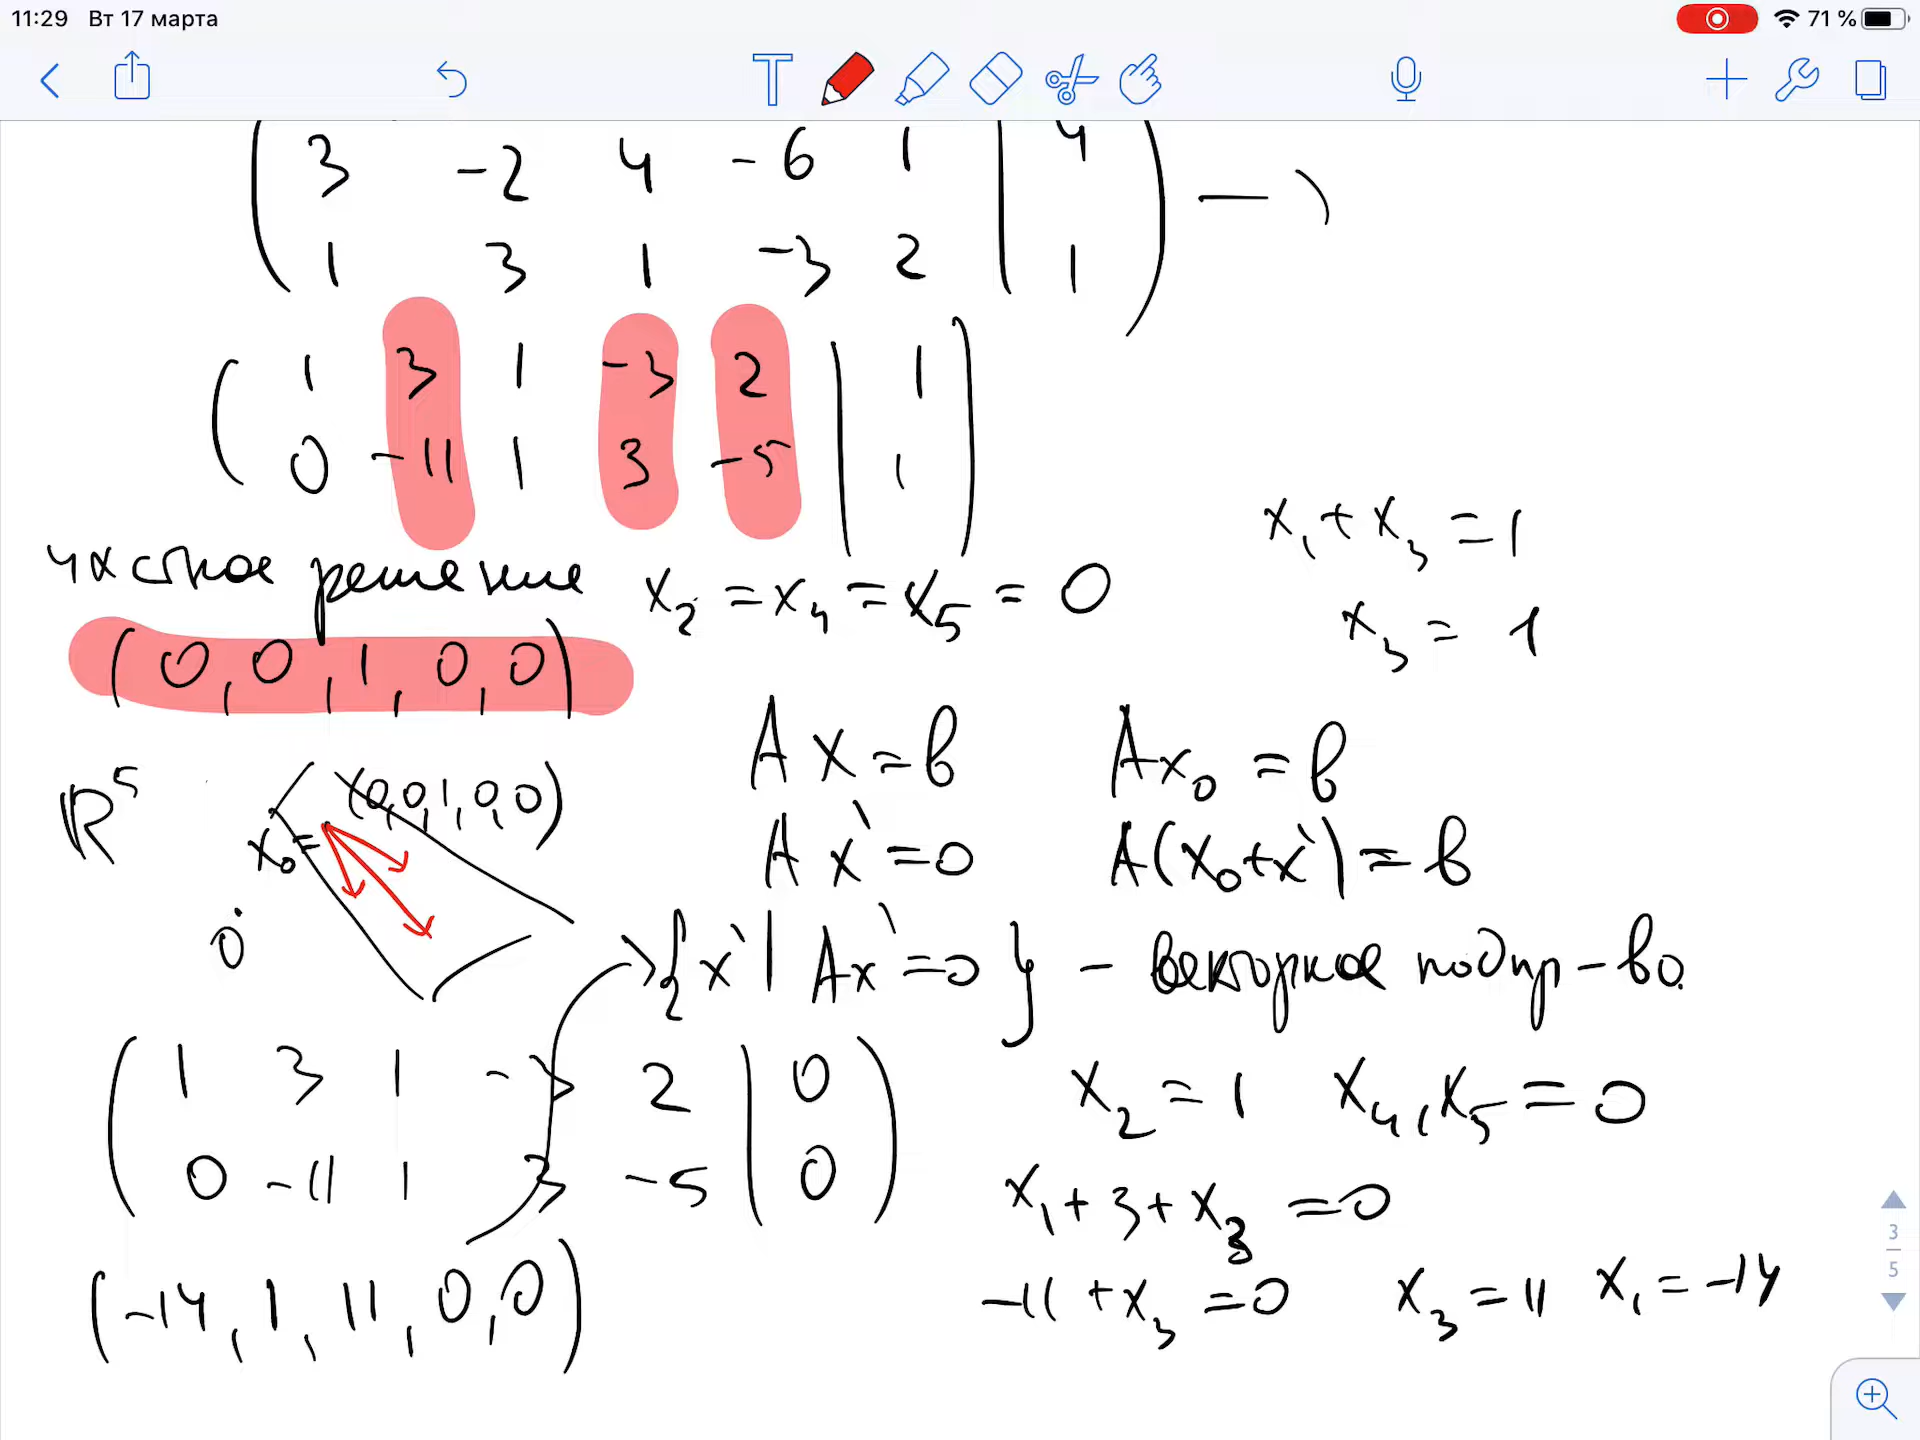 11:29 Вт 17 марта 71 %
T
( 3 -2 4 -6 1 | 4 )
( 1 3 1 -3 2 | 1 ) →
( 1 3 1 -3 2 | 1 )
( 0 -11 1 3 -5 | 1 )
x₁ + x₃ = 1
частное решение x₂ = x₄ = x₅ = 0
x₃ = 1
(0, 0, 1, 0, 0)
Ax = b Ax₀ = b
R⁵ x₀ = (0, 0, 1, 0, 0)
Ax' = 0 A(x₀ + x') = b
0
{x' | Ax' = 0} - векторное подпр-во.
( 1 3 1 -3 2 | 0 )
( 0 -11 1 3 -5 | 0 )
x₂ = 1 x₄, x₅ = 0
x₁ + 3 + x₃ = 0
(-14, 1, 11, 0, 0) -11 + x₃ = 0 x₃ = 11 x₁ = -14
3
5